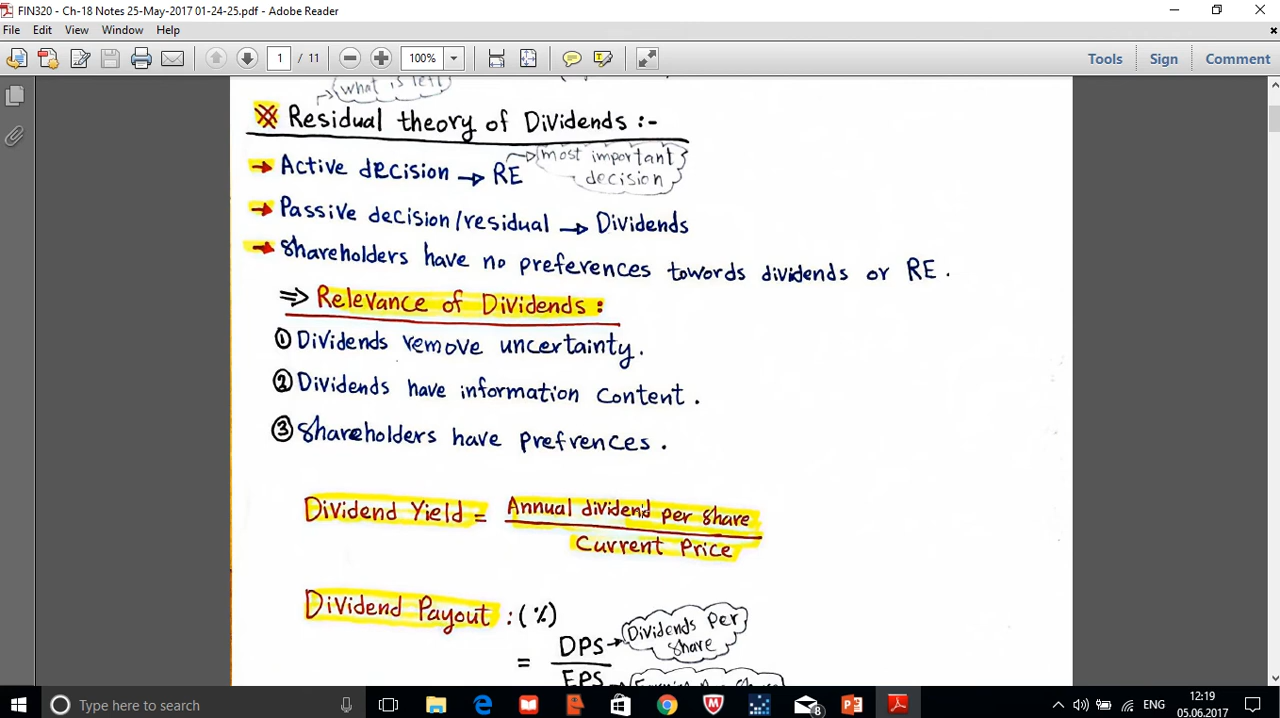 FIN320 - Ch-18 Notes 25-May-2017 01-24-25.pdf - Adobe Reader
File Edit View Window Help
1 / 11 100% Tools Sign Comment
what is left
※ Residual theory of Dividends :-
→ Active decision → RE → most important decision
→ Passive decision/residual → Dividends
→ Shareholders have no preferences towards dividends or RE.
⇒ Relevance of Dividends:
① Dividends remove uncertainty.
② Dividends have information content.
③ Shareholders have prefrences.
Dividend Yield = Annual dividend per share
Current Price
Dividend Payout : (%)
= DPS → Dividends Per share
EPS
Type here to search
8
ENG
12:19
05.06.2017